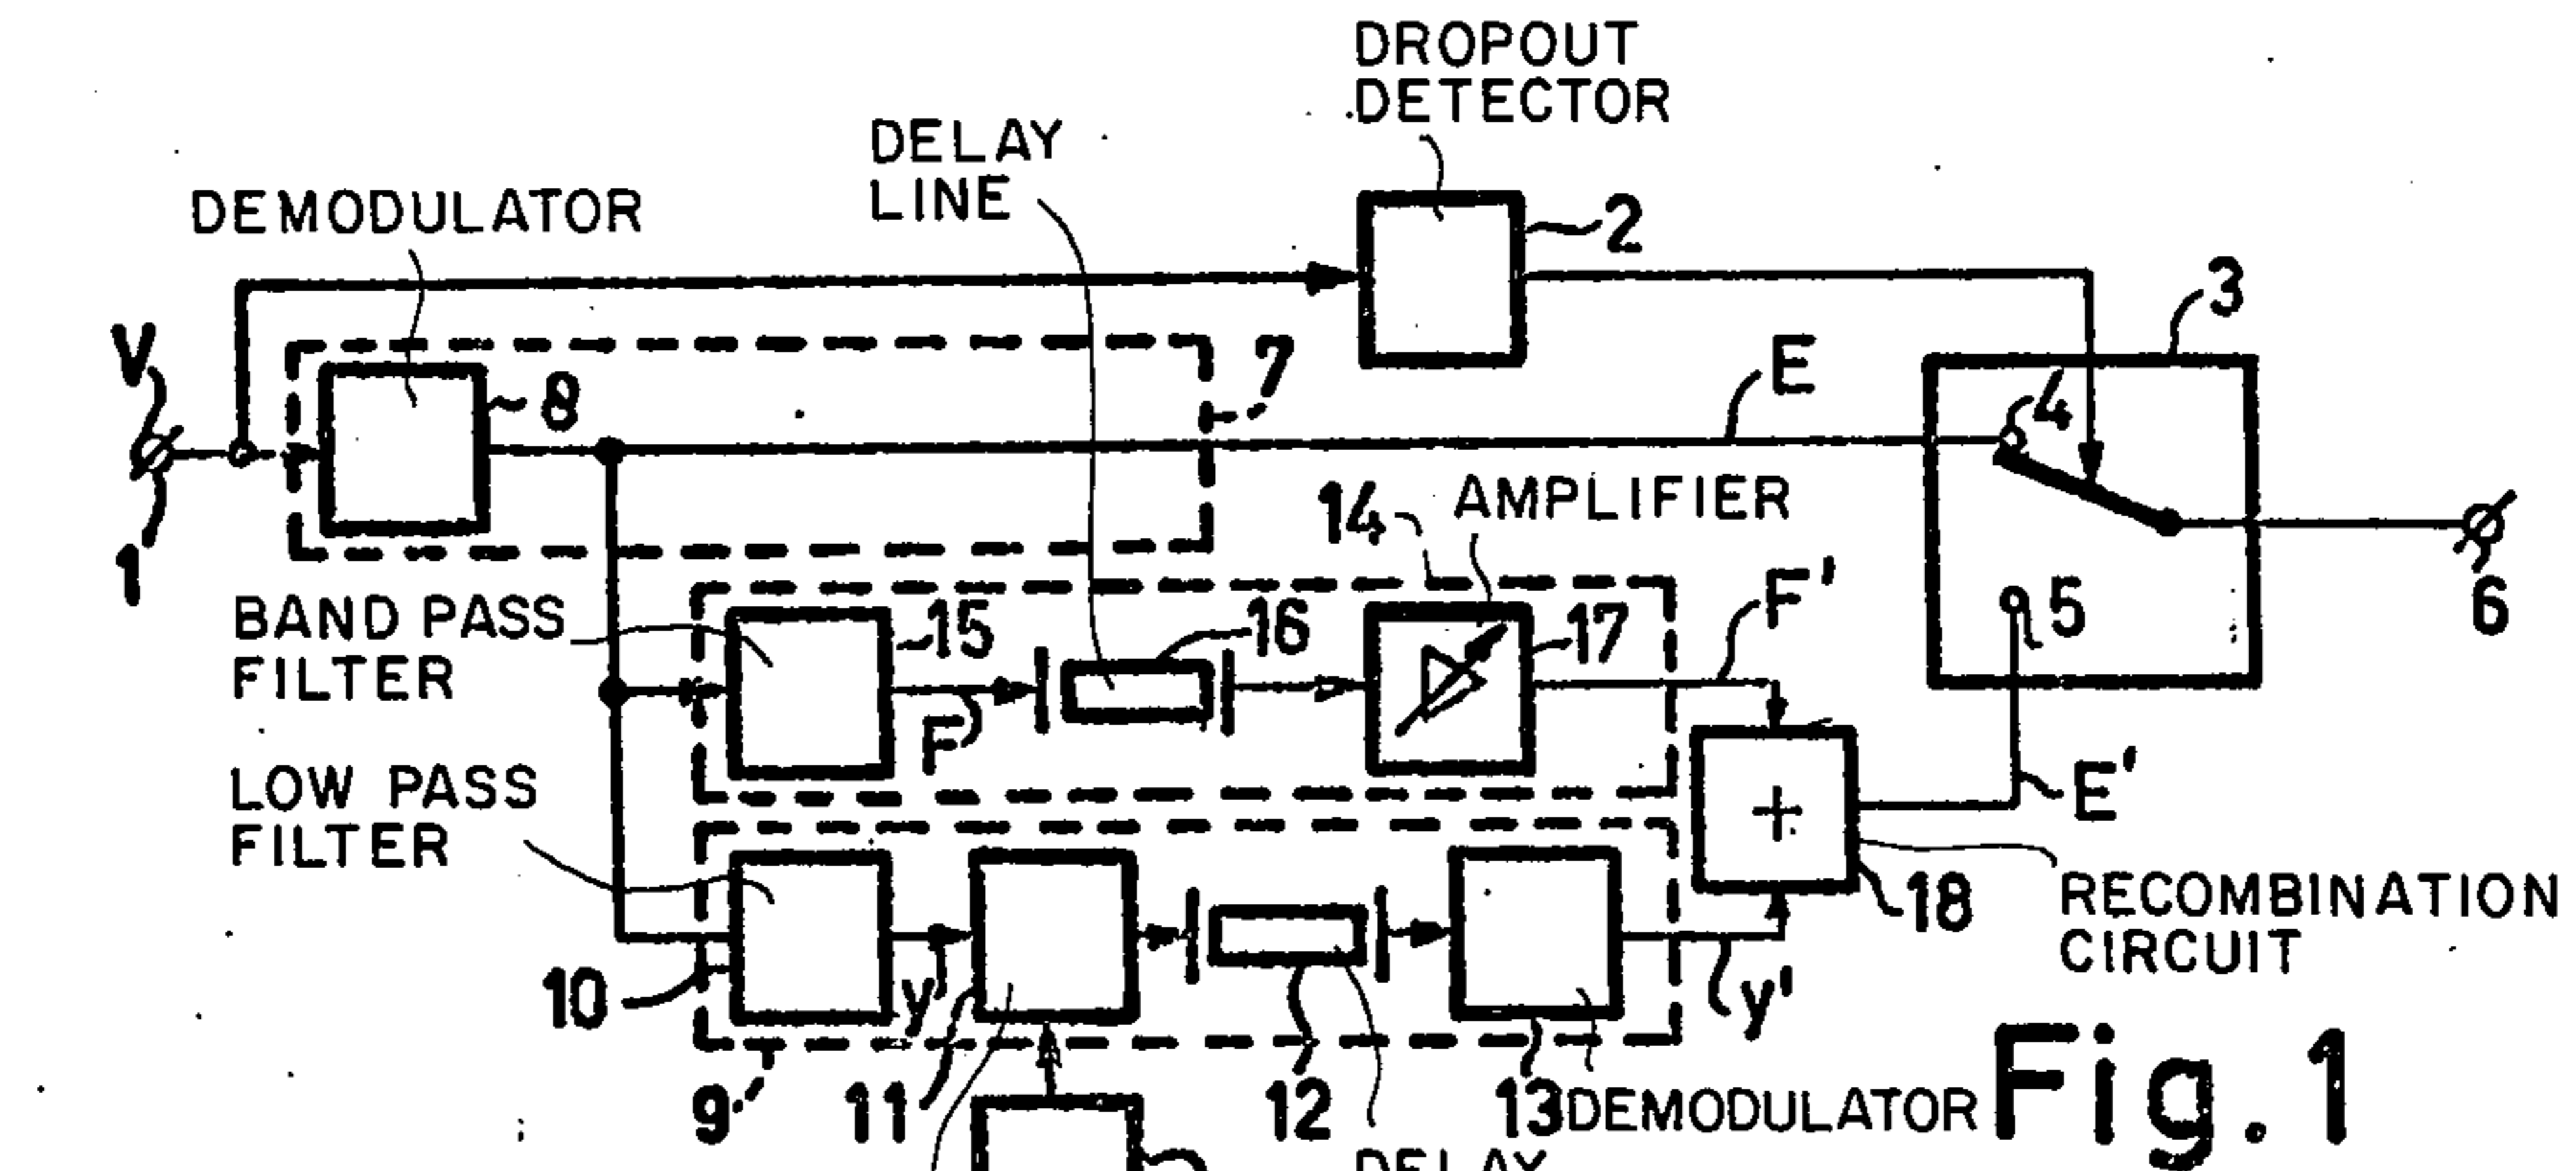 DROPOUT
DETECTOR
DELAY
LINE
DEMODULATOR
2
3
V
7
E
8
4
1
14
AMPLIFIER
BAND PASS
FILTER
15
16
17
F'
5
6
F
LOW PASS
FILTER
E'
18
RECOMBINATION
CIRCUIT
10
y
y'
9
11
12
13
DEMODULATOR
Fig. 1
DELAY